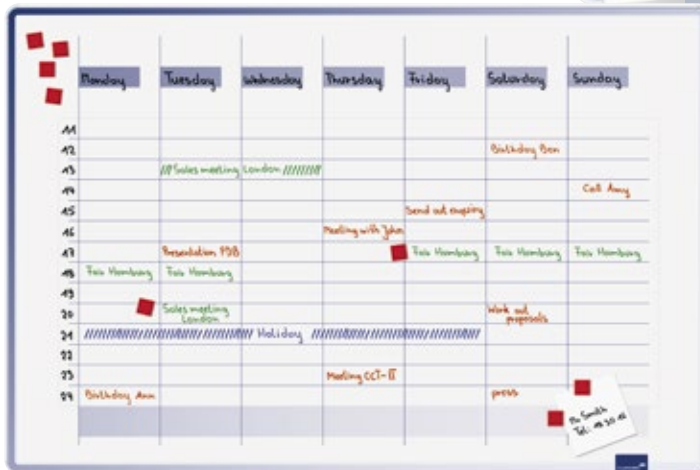 Monday Tuesday Wednesday Thursday Friday Saturday Sunday
11
12 Birthday Ben
13 /// Sales meeting London ////////
14 Call Amy
15 Send out enquiry
16 Meeting with John
17 Presentation Fair Hamburg Fair Hamburg Fair Hamburg
18 Fair Hamburg Fair Hamburg
19
20 Sales meeting
London
Work out
proposals
21 Holiday
22
23 Meeting CCT-II
24 Birthday Ann press
Mr Smith
Tel: